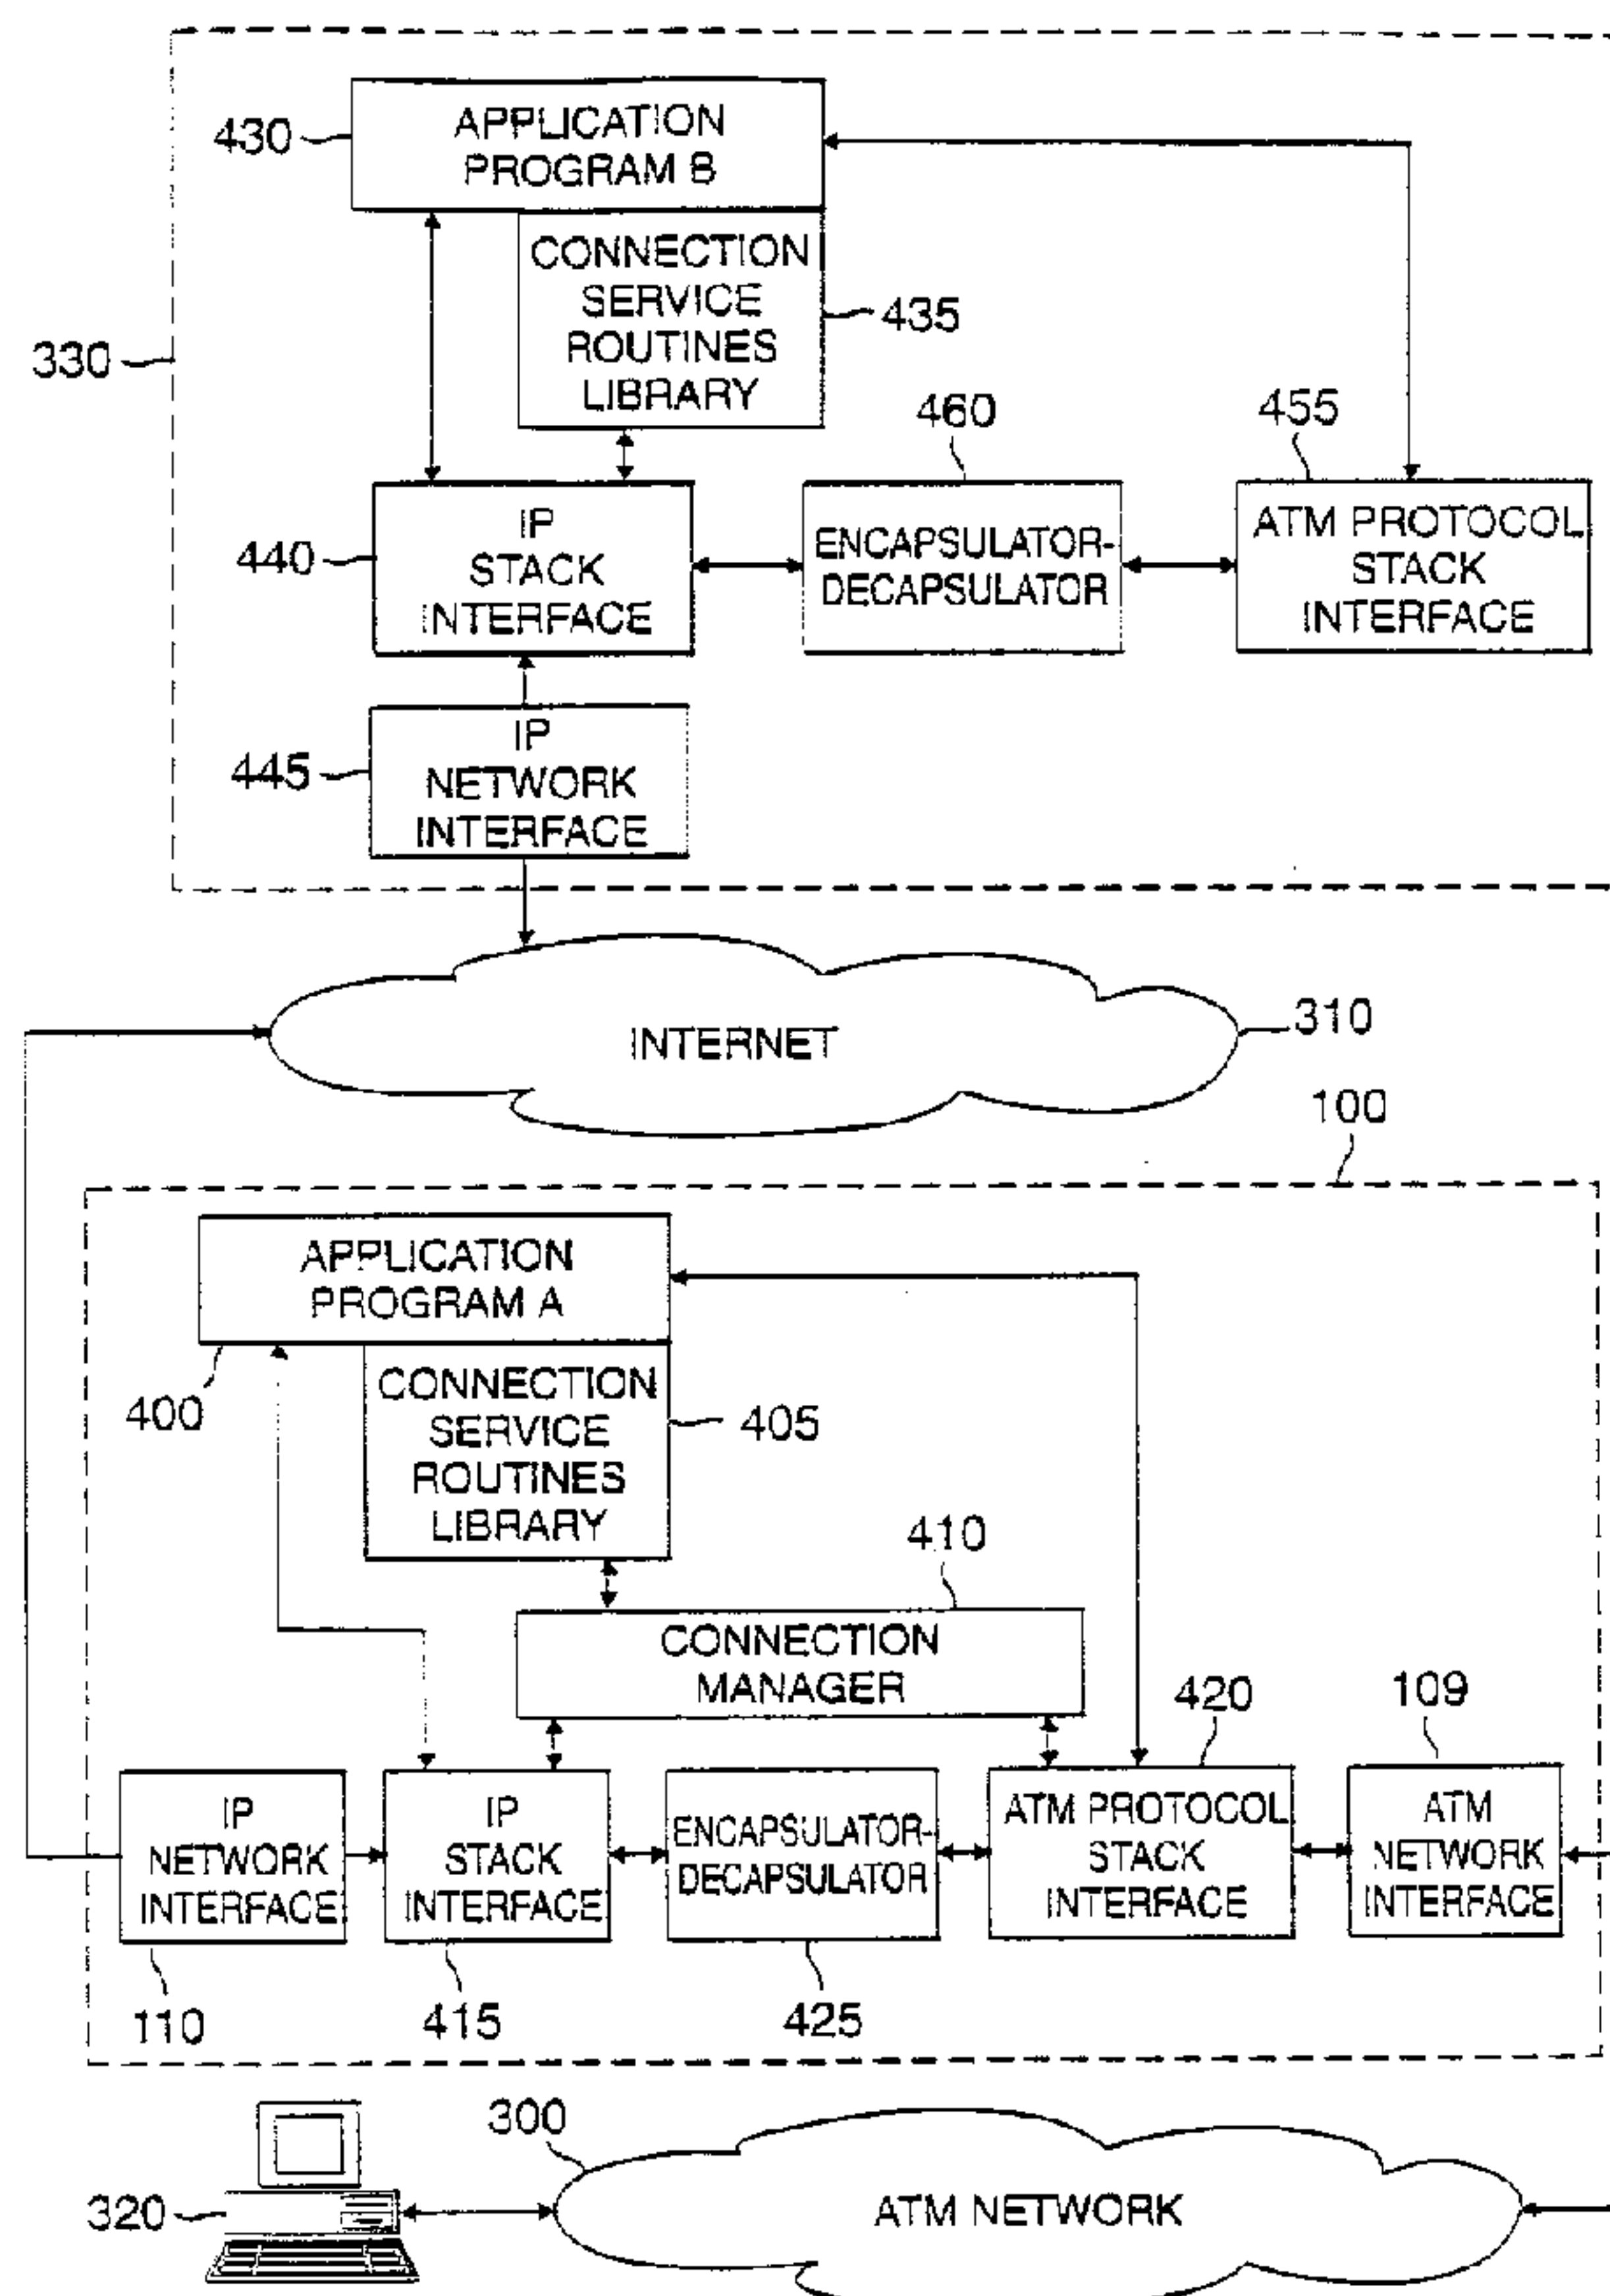 430
APPLICATION
PROGRAM B
CONNECTION
SERVICE
ROUTINES
LIBRARY
435
330
460
455
440
IP
STACK
INTERFACE
ENCAPSULATOR-
DECAPSULATOR
ATM PROTOCOL
STACK
INTERFACE
445
IP
NETWORK
INTERFACE
INTERNET
310
100
APPLICATION
PROGRAM A
400
CONNECTION
SERVICE
ROUTINES
LIBRARY
405
410
CONNECTION
MANAGER
420
109
IP
NETWORK
INTERFACE
IP
STACK
INTERFACE
ENCAPSULATOR-
DECAPSULATOR
ATM PROTOCOL
STACK
INTERFACE
ATM
NETWORK
INTERFACE
110
415
425
300
320
ATM NETWORK